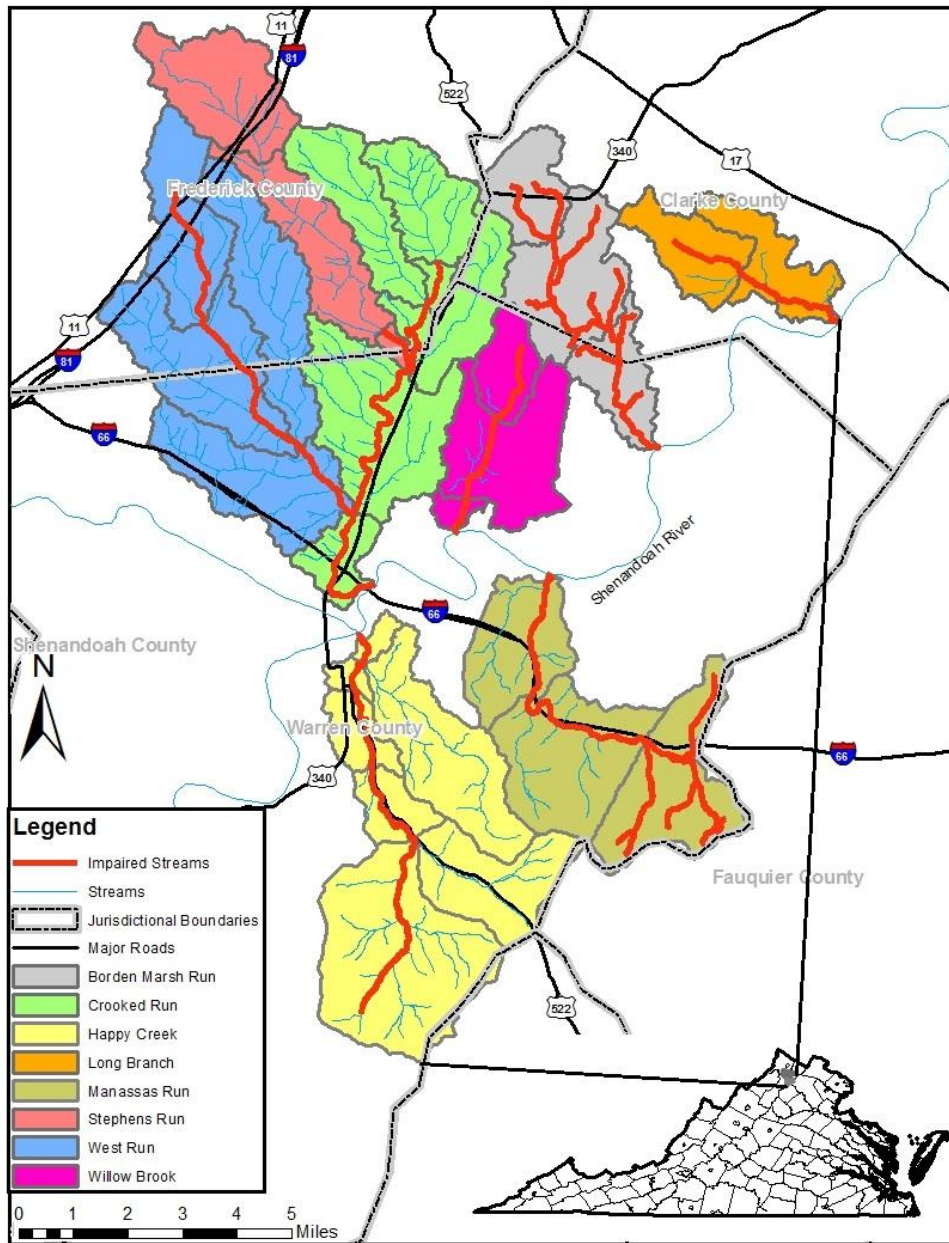 11
81
522
340
17
Frederick County
Clarke County
11
81
66
Shenandoah River
66
Shenandoah County
N
Warren County
340
66
Legend
Impaired Streams
Streams
Jurisdictional Boundaries
Major Roads
Borden Marsh Run
Crooked Run
Happy Creek
Long Branch
Manassas Run
Stephens Run
West Run
Willow Brook
Fauquier County
522
0 1 2 3 4 5
Miles